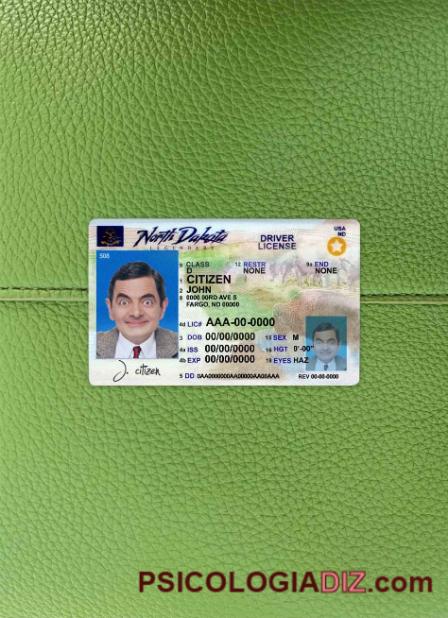 North Dakota
LEGENDARY
DRIVER
LICENSE
USA
ND
508
9 CLASS
D
12 RESTR
NONE
9a END
NONE
1 CITIZEN
2 JOHN
8 0000 00RD AVE S
FARGO, ND 00000
4d LIC# AAA-00-0000
3 DOB 00/00/0000 15 SEX M
4a ISS 00/00/0000 16 HGT 0'-00"
4b EXP 00/00/0000 18 EYES HAZ
J. citizen
5 DD 0AA0000000AA00000AA00AAA
REV 00-00-0000
PSICOLOGIADIZ.com